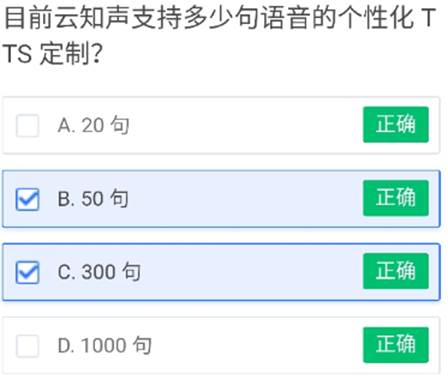 目前云知声支持多少句语音的个性化 T
TS 定制?
A. 20 句 正确
B. 50 句 正确
C. 300 句 正确
D. 1000 句 正确